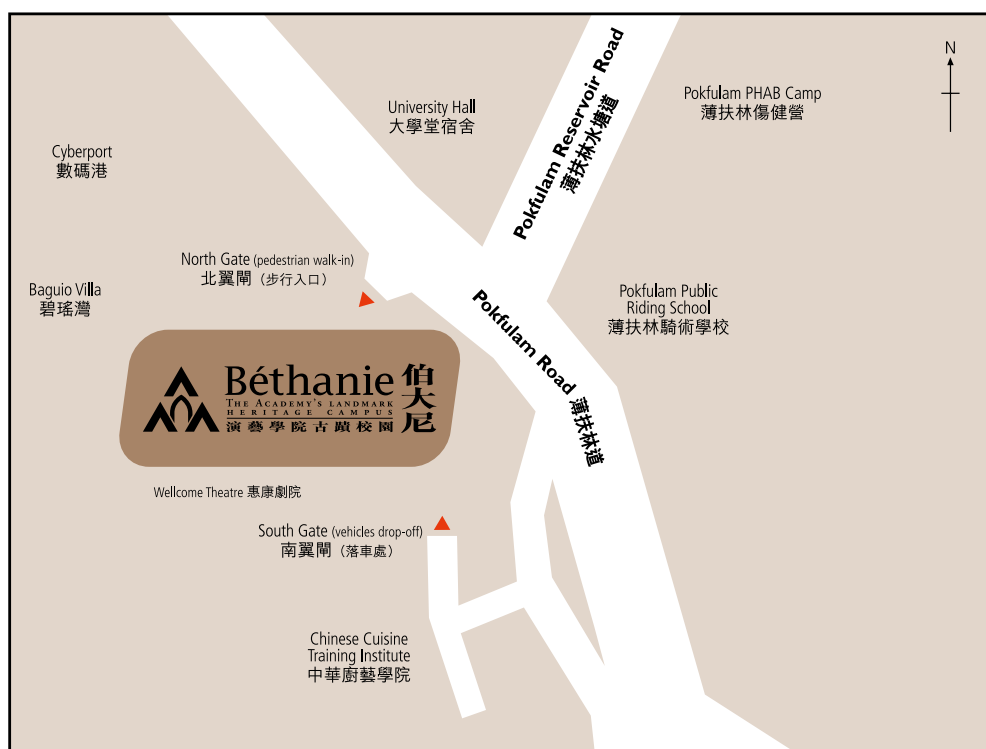 N
Pokfulam Reservoir Road
薄扶林水塘道
Pokfulam PHAB Camp
薄扶林傷健營
University Hall
大學堂宿舍
Cyberport
數碼港
North Gate (pedestrian walk-in)
北翼閘（步行入口）
Baguio Villa
碧瑤灣
Pokfulam Public
Riding School
薄扶林騎術學校
Pokfulam Road 薄扶林道
Béthanie 伯大尼
THE ACADEMY'S LANDMARK
HERITAGE CAMPUS
演藝學院古蹟校園
Wellcome Theatre 惠康劇院
South Gate (vehicles drop-off)
南翼閘（落車處）
Chinese Cuisine
Training Institute
中華廚藝學院